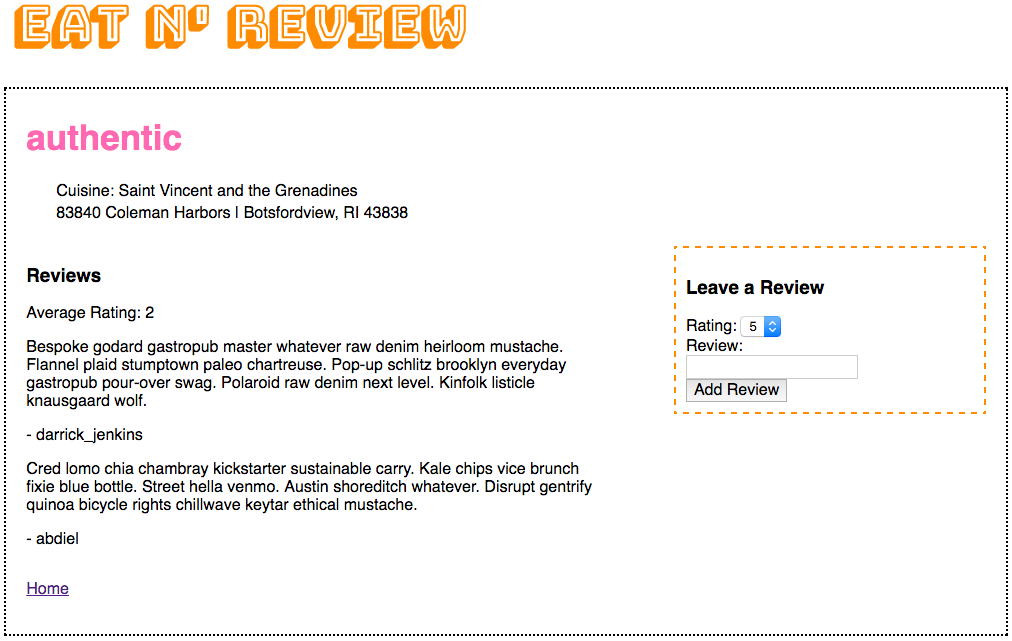 EAT N' REVIEW
authentic
Cuisine: Saint Vincent and the Grenadines
83840 Coleman Harbors | Botsfordview, RI 43838
Reviews
Average Rating: 2
Bespoke godard gastropub master whatever raw denim heirloom mustache.
Flannel plaid stumptown paleo chartreuse. Pop-up schlitz brooklyn everyday
gastropub pour-over swag. Polaroid raw denim next level. Kinfolk listicle
knausgaard wolf.
- darrick_jenkins
Cred lomo chia chambray kickstarter sustainable carry. Kale chips vice brunch
fixie blue bottle. Street hella venmo. Austin shoreditch whatever. Disrupt gentrify
quinoa bicycle rights chillwave keytar ethical mustache.
- abdiel
Home
Leave a Review
Rating: 5
Review:
Add Review